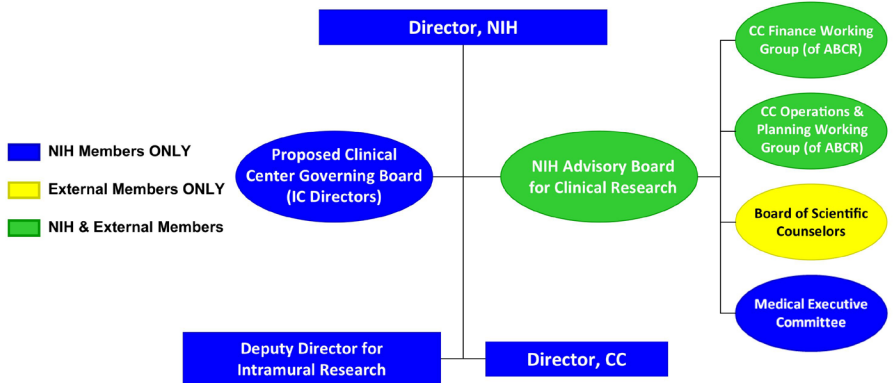 Director, NIH
CC Finance Working
Group (of ABCR)
CC Operations &
Planning Working
Group (of ABCR)
NIH Members ONLY
External Members ONLY
NIH & External Members
Proposed Clinical
Center Governing Board
(IC Directors)
NIH Advisory Board
for Clinical Research
Board of Scientific
Counselors
Medical Executive
Committee
Deputy Director for
Intramural Research
Director, CC